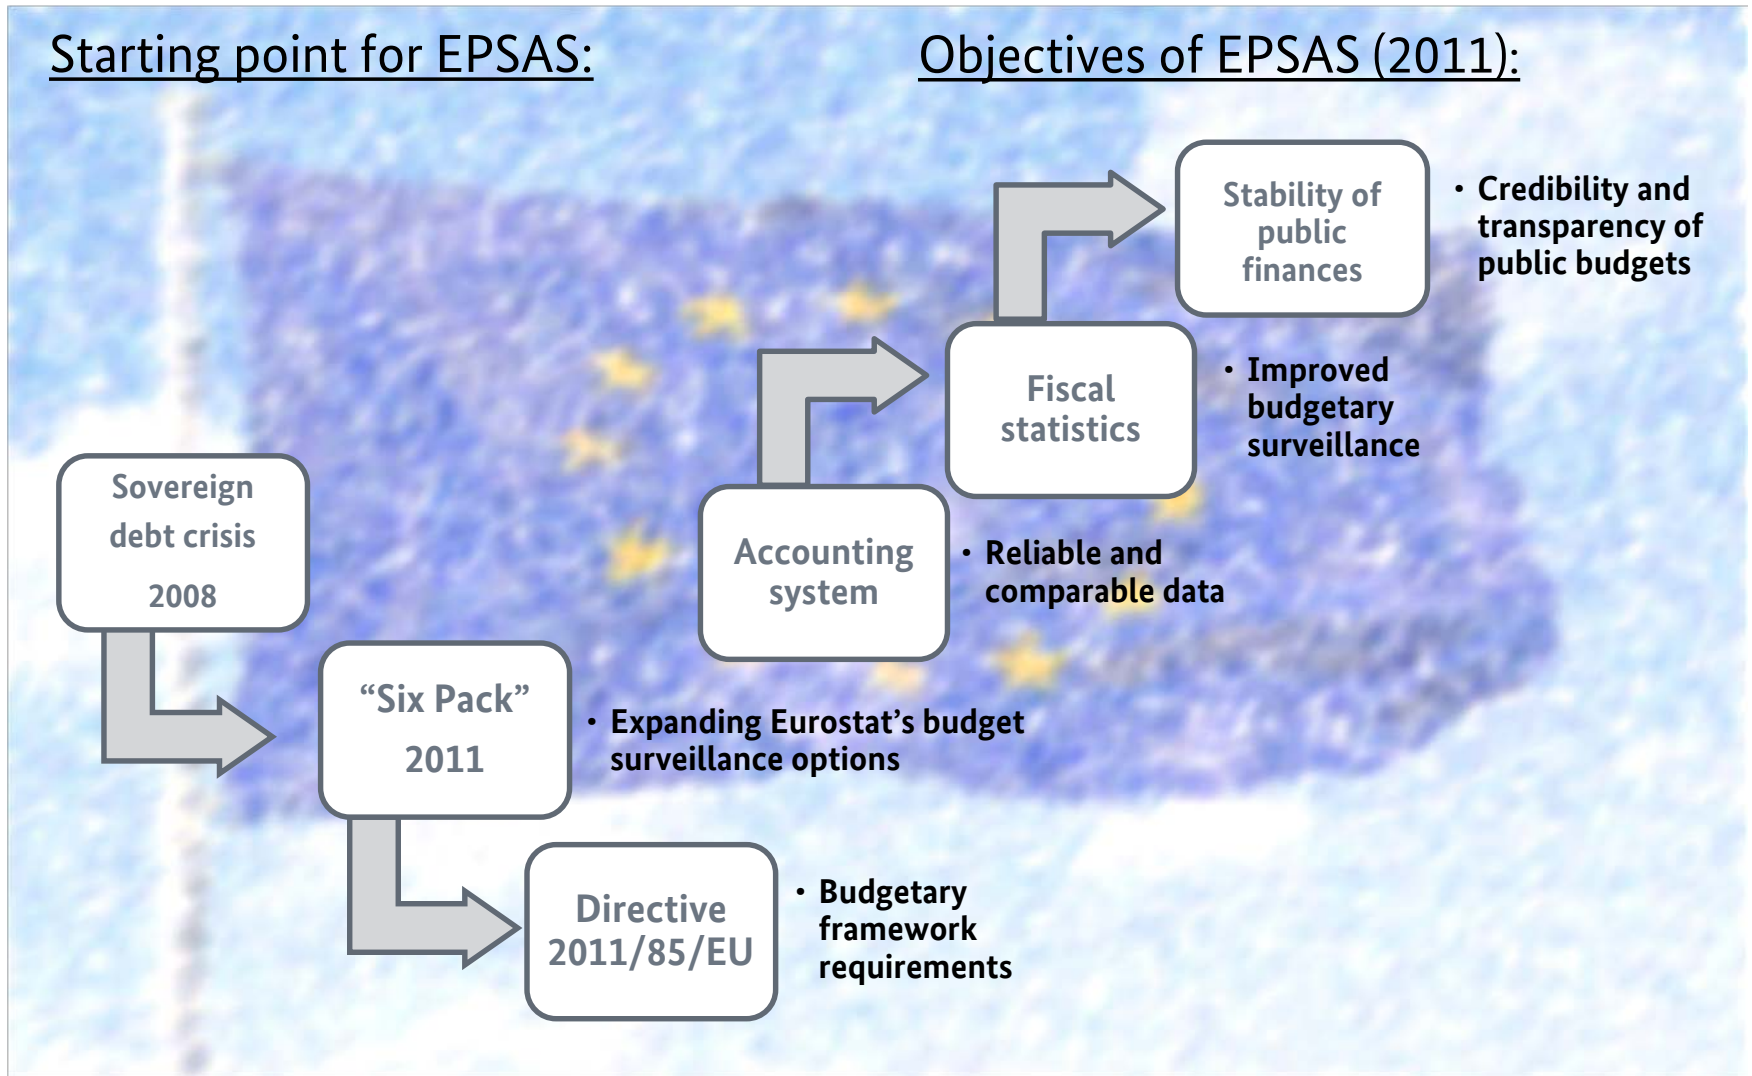 Starting point for EPSAS:
Sovereign
debt crisis
2008
“Six Pack”
2011
• Expanding Eurostat’s budget
surveillance options
Directive
2011/85/EU
• Budgetary
framework
requirements
Objectives of EPSAS (2011):
Accounting
system
• Reliable and
comparable data
Fiscal
statistics
• Improved
budgetary
surveillance
Stability of
public
finances
• Credibility and
transparency of
public budgets